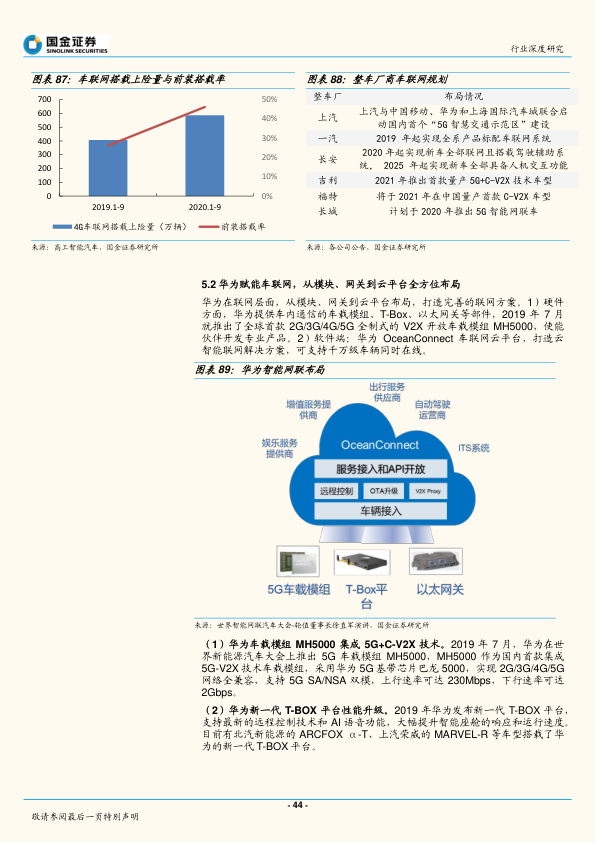 国金证券
SINOLINK SECURITIES
行业深度研究
图表 87：车联网搭载上险量与前装搭载率
700
600
500
400
300
200
100
0
50%
40%
30%
20%
10%
0%
2019.1-9
2020.1-9
4G车联网搭载上险量（万辆）
前装搭载率
来源：高工智能汽车，国金证券研究所
图表 88：整车厂商车联网规划
整车厂 布局情况
上汽 上汽与中国移动、华为和上海国际汽车城联合启
动国内首个“5G 智慧交通示范区”建设
一汽 2019 年起实现全系产品标配车联网系统
长安 2020 年起实现新车全部联网且搭载驾驶辅助系
统， 2025 年起实现新车全部具备人机交互功能
吉利 2021 年推出首款量产 5G+C-V2X 技术车型
福特 将于 2021 年在中国量产首款 C-V2X 车型
长城 计划于 2020 年推出 5G 智能网联车
来源：各公司公告，国金证券研究所
5.2 华为赋能车联网，从模块、网关到云平台全方位布局
华为在联网层面，从模块、网关到云平台布局，打造完善的联网方案。1）硬件
方面，华为提供车内通信的车载模组、T-Box、以太网关等部件，2019 年 7 月
就推出了全球首款 2G/3G/4G/5G 全制式的 V2X 开放车载模组 MH5000，使能
伙伴开发专业产品。2）软件端：华为 OceanConnect 车联网云平台，打造云
智能联网解决方案，可支持千万级车辆同时在线。
图表 89：华为智能网联布局
出行服务
供应商
增值服务提
供商
自动驾驶
运营商
娱乐服务
提供商
OceanConnect
ITS系统
服务接入和API开放
远程控制
OTA升级
V2X Proxy
车辆接入
5G车载模组
T-Box平
台
以太网关
来源：世界智能网联汽车大会-轮值董事长徐直军演讲，国金证券研究所
（1）华为车载模组 MH5000 集成 5G+C-V2X 技术。2019 年 7 月，华为在世
界新能源汽车大会上推出 5G 车载模组 MH5000，MH5000 作为国内首款集成
5G-V2X 技术车载模组，采用华为 5G 基带芯片巴龙 5000，实现 2G/3G/4G/5G
网络全兼容，支持 5G SA/NSA 双模，上行速率可达 230Mbps，下行速率可达
2Gbps。
（2）华为新一代 T-BOX 平台性能升级。2019 年华为发布新一代 T-BOX 平台，
支持最新的远程控制技术和 AI 语音功能，大幅提升智能座舱的响应和运行速度。
目前有北汽新能源的 ARCFOX α-T、上汽荣威的 MARVEL-R 等车型搭载了华
为的新一代 T-BOX 平台。
- 44 -
敬请参阅最后一页特别声明